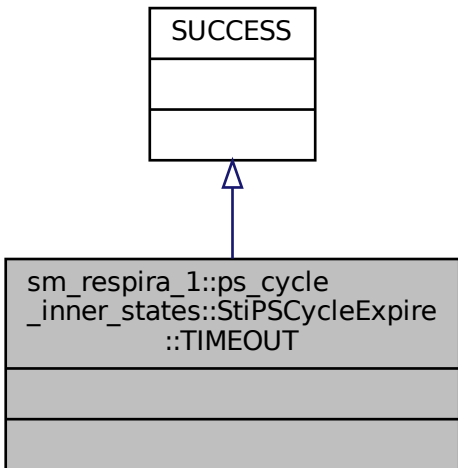 SUCCESS
sm_respira_1::ps_cycle
_inner_states::StiPSCycleExpire
::TIMEOUT